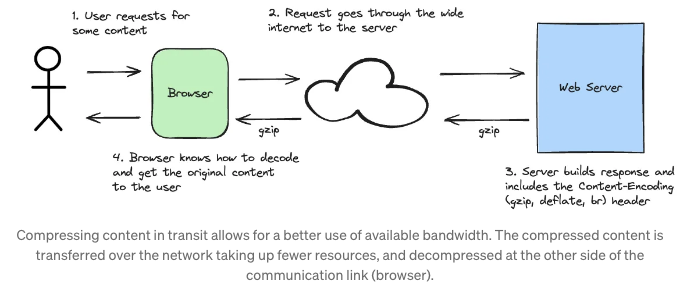 1. User requests for
some content
2. Request goes through the wide
internet to the server
Browser
Web Server
gzip
gzip
4. Browser knows how to decode
and get the original content
to the user
3. Server builds response and
includes the Content-Encoding
(gzip, deflate, br) header
Compressing content in transit allows for a better use of available bandwidth. The compressed content is
transferred over the network taking up fewer resources, and decompressed at the other side of the
communication link (browser).